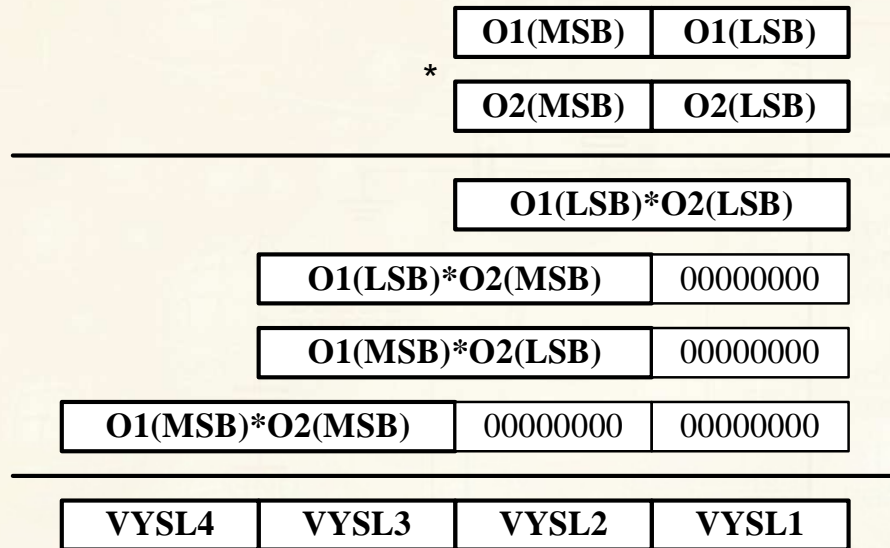 O1(MSB) O1(LSB)
*
O2(MSB) O2(LSB)
O1(LSB)*O2(LSB)
O1(LSB)*O2(MSB) 00000000
O1(MSB)*O2(LSB) 00000000
O1(MSB)*O2(MSB) 00000000 00000000
VYSL4 VYSL3 VYSL2 VYSL1